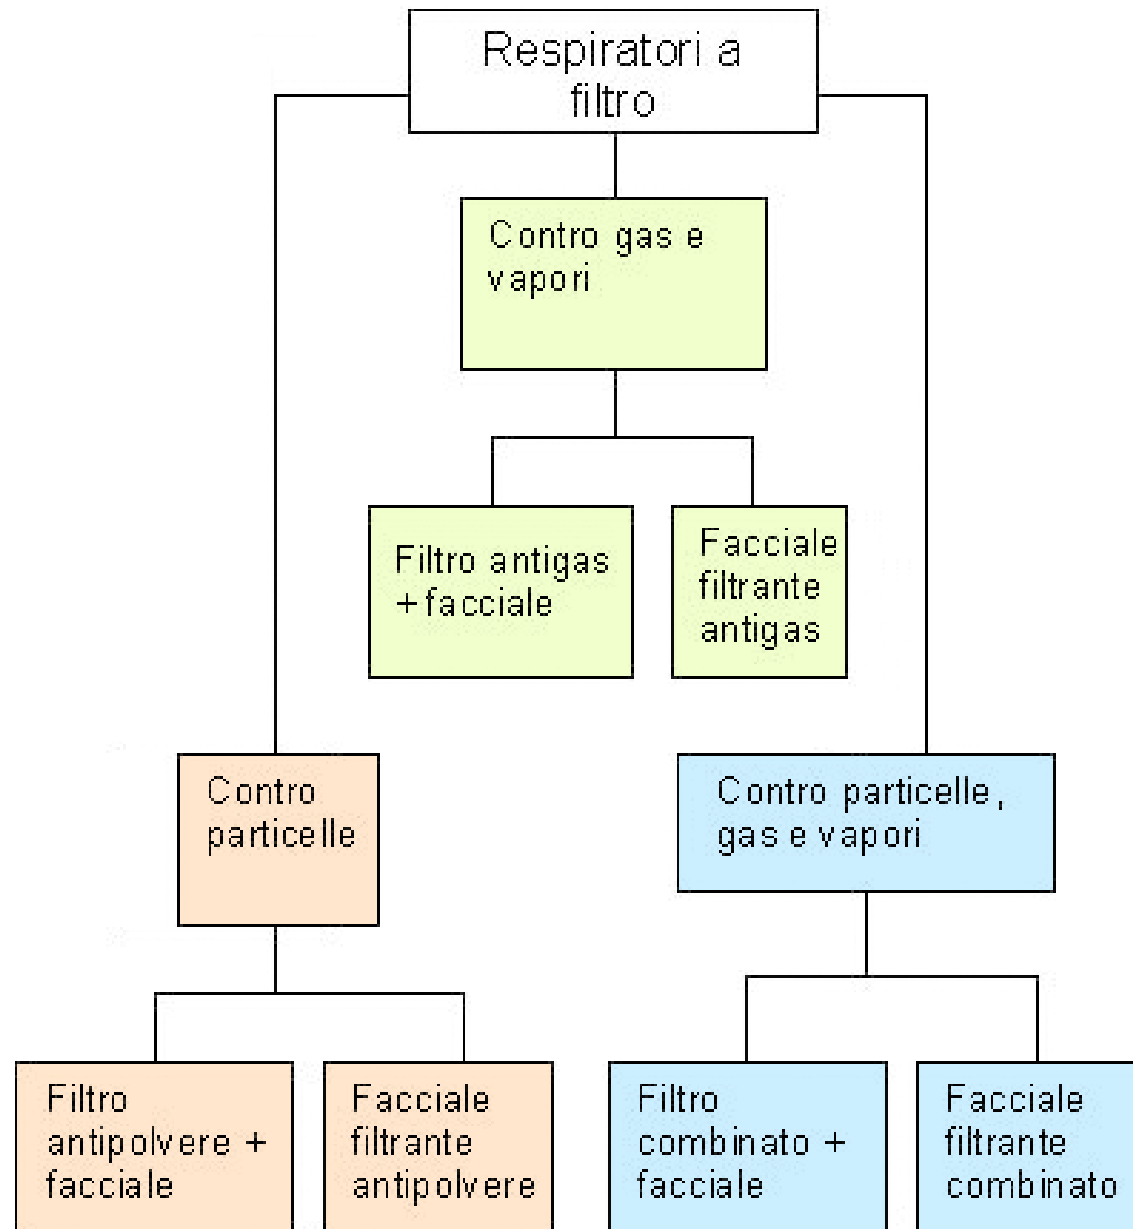 Respiratori a
filtro
Contro gas e
vapori
Filtro antigas
+ facciale
Facciale
filtrante
antigas
Contro
particelle
Contro particelle,
gas e vapori
Filtro
antipolvere +
facciale
Facciale
filtrante
antipolvere
Filtro
combinato +
facciale
Facciale
filtrante
combinato